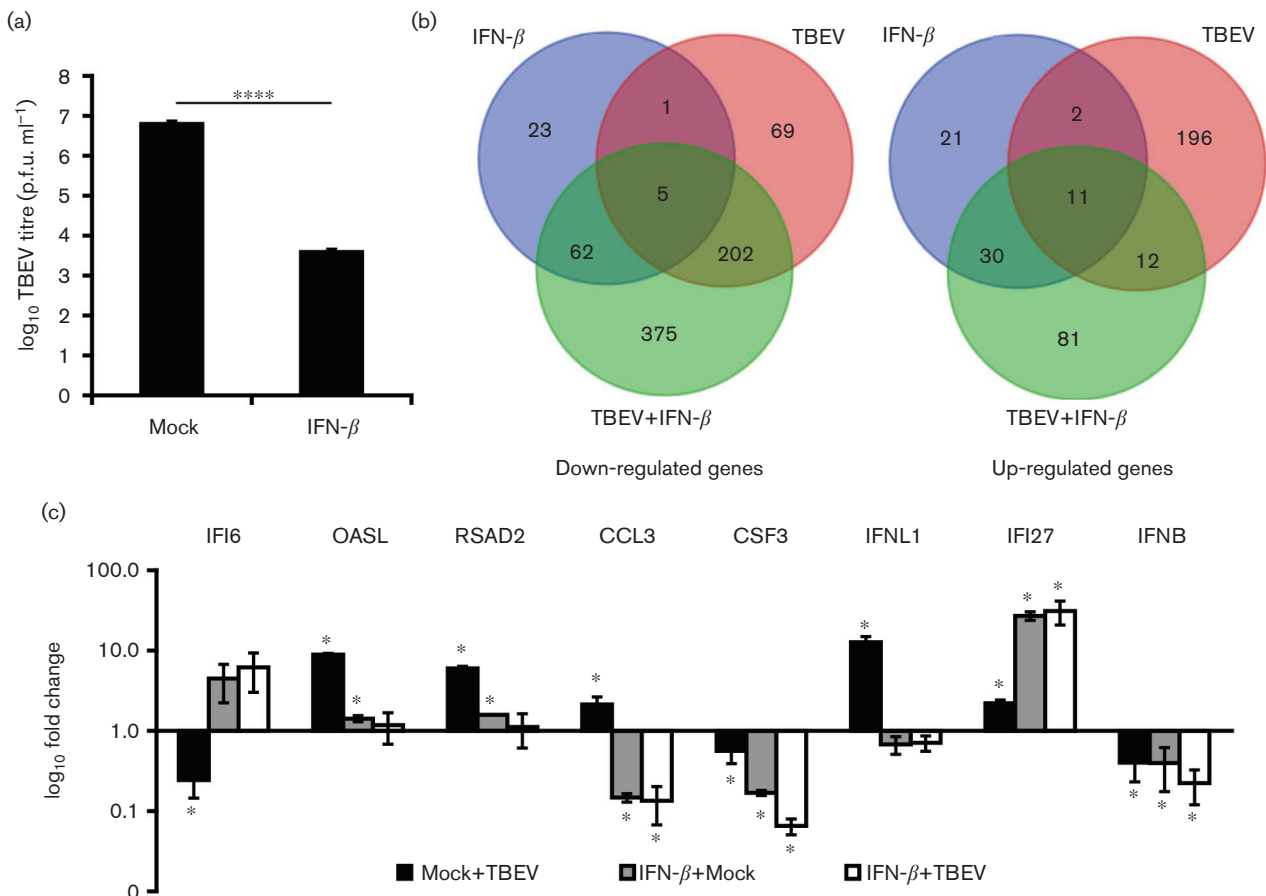 (a)
log10 TBEV titre (p.f.u. ml−1)
8
7
6
5
4
3
2
1
0
****
Mock IFN-β
(b)
IFN-β TBEV
1
23 69
5
62 202
375
TBEV+IFN-β
Down-regulated genes
IFN-β TBEV
2
21 196
11
30 12
81
TBEV+IFN-β
Up-regulated genes
(c)
IFI6 OASL RSAD2 CCL3 CSF3 IFNL1 IFI27 IFNB
log10 fold change
100.0
10.0
1.0
0.1
0
* * * * * * * * * * * * * * * * * *
Mock+TBEV IFN-β+Mock IFN-β+TBEV